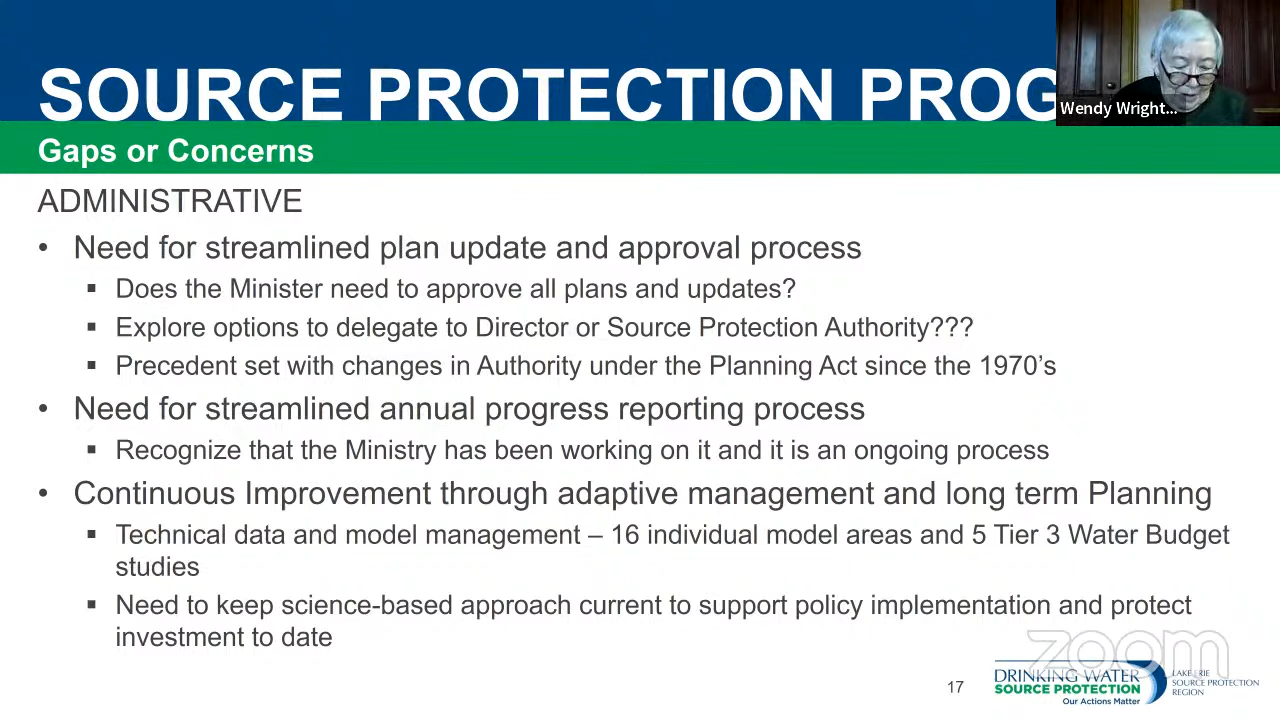 SOURCE PROTECTION PROG
Wendy Wright...
Gaps or Concerns
ADMINISTRATIVE
• Need for streamlined plan update and approval process
▪ Does the Minister need to approve all plans and updates?
▪ Explore options to delegate to Director or Source Protection Authority???
▪ Precedent set with changes in Authority under the Planning Act since the 1970’s
• Need for streamlined annual progress reporting process
▪ Recognize that the Ministry has been working on it and it is an ongoing process
• Continuous Improvement through adaptive management and long term Planning
▪ Technical data and model management – 16 individual model areas and 5 Tier 3 Water Budget
studies
▪ Need to keep science-based approach current to support policy implementation and protect
investment to date
zoom
17
DRINKING WATER
SOURCE PROTECTION
Our Actions Matter
LAKE ERIE
SOURCE PROTECTION
REGION